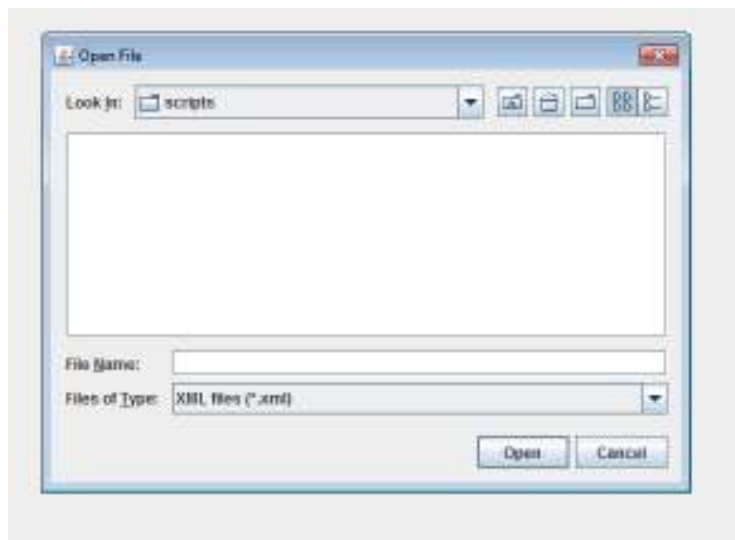 Open File
Look In: scripts
File Name:
Files of Type: XML files (*.xml)
Open Cancel